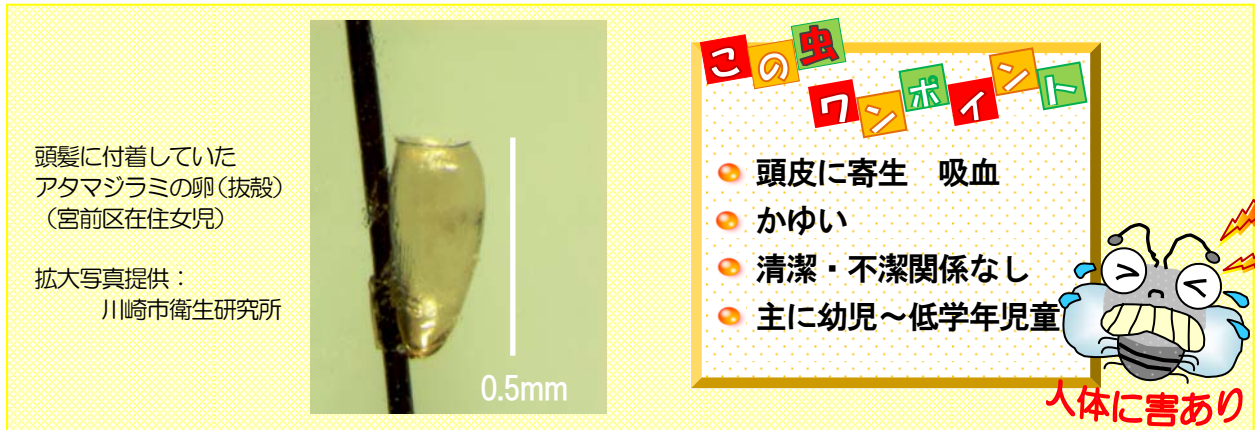 頭髪に付着していた
アタマジラミの卵（抜殻）
（宮前区在住女児）
拡大写真提供：
川崎市衛生研究所
0.5mm
この虫
ワンポイント
頭皮に寄生　吸血
かゆい
清潔・不潔関係なし
主に幼児～低学年児童
人体に害あり